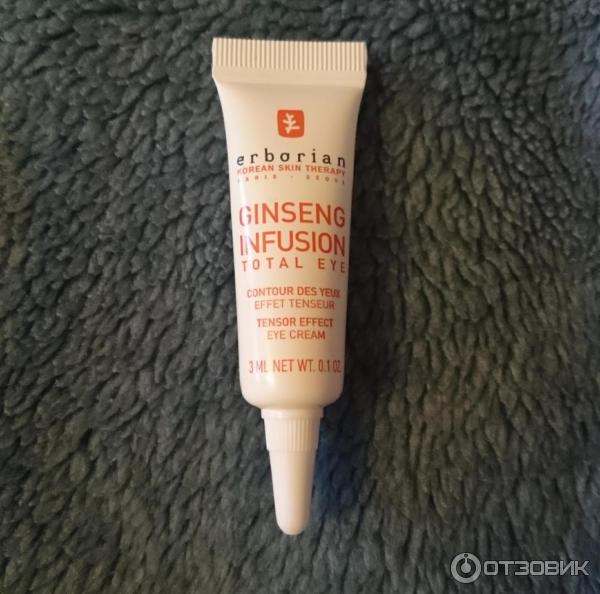 erborian
KOREAN SKIN THERAPY
PARIS - SEOUL
GINSENG
INFUSION
TOTAL EYE
CONTOUR DES YEUX
EFFET TENSEUR
TENSOR EFFECT
EYE CREAM
3 ML NET WT. 0.1 OZ.
ОТЗОВИК